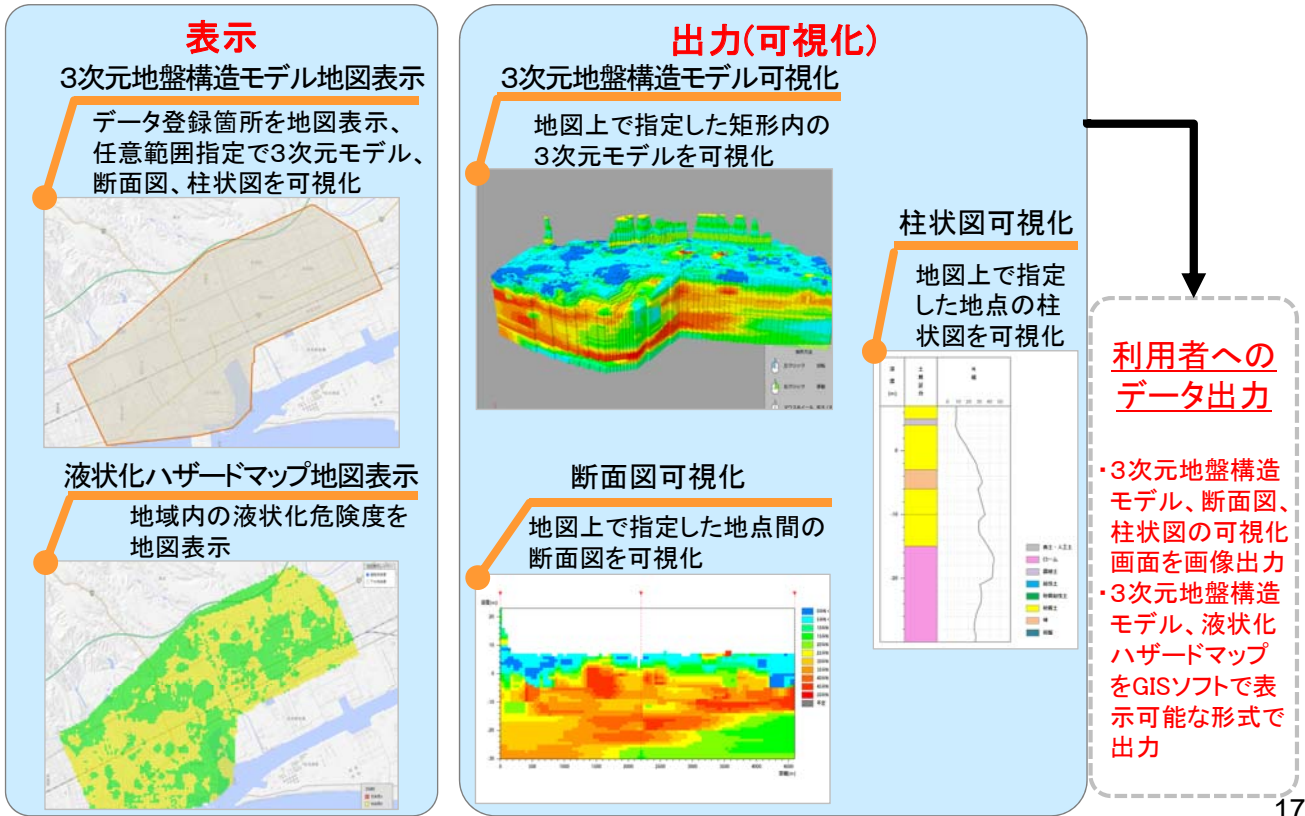 表示
3次元地盤構造モデル地図表示
データ登録箇所を地図表示、
任意範囲指定で3次元モデル、
断面図、柱状図を可視化
液状化ハザードマップ地図表示
地域内の液状化危険度を
地図表示
出力(可視化)
3次元地盤構造モデル可視化
地図上で指定した矩形内の
3次元モデルを可視化
断面図可視化
地図上で指定した地点間の
断面図を可視化
柱状図可視化
地図上で指定
した地点の柱
状図を可視化
利用者への
データ出力
・3次元地盤構造
モデル、断面図、
柱状図の可視化
画面を画像出力
・3次元地盤構造
モデル、液状化
ハザードマップ
をGISソフトで表
示可能な形式で
出力
17